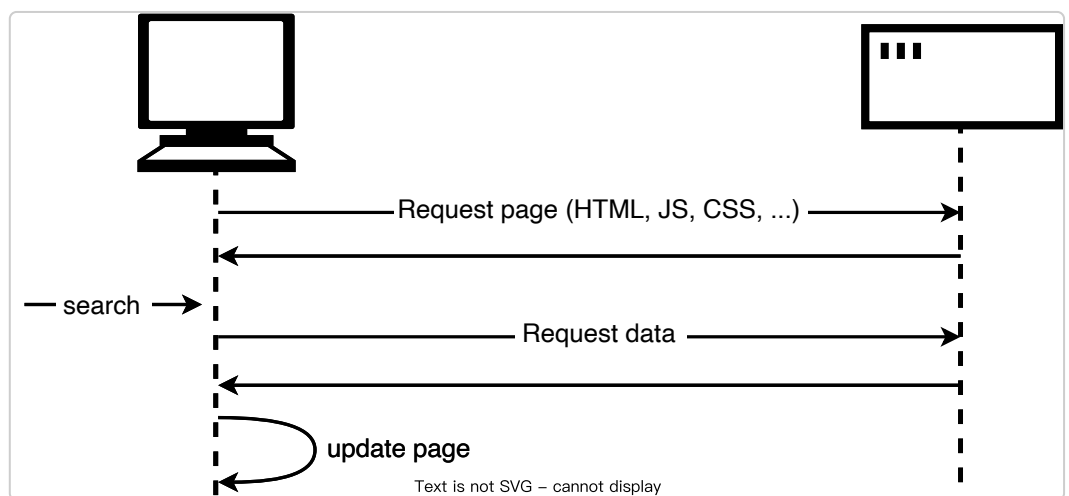 Request page (HTML, JS, CSS, ...)
search
Request data
update page
Text is not SVG – cannot display